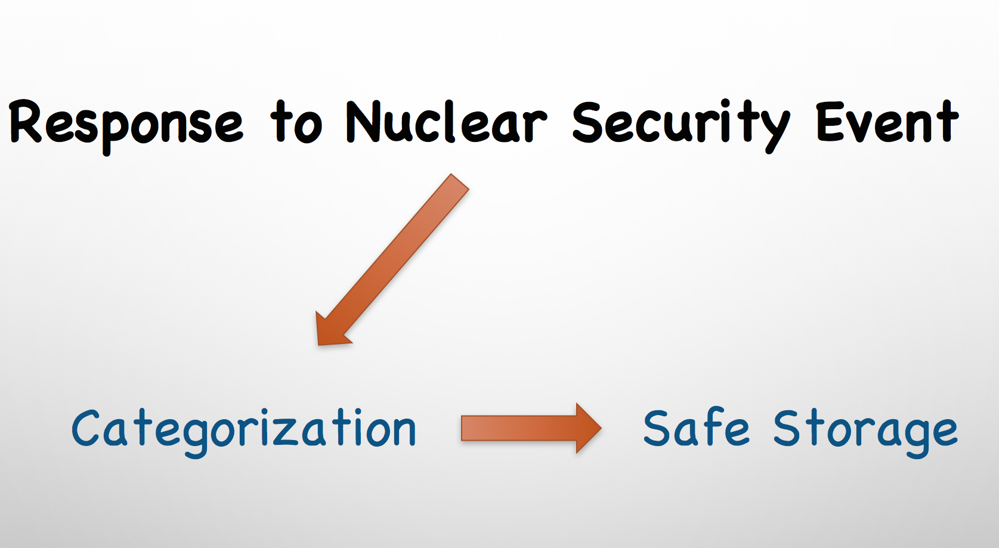 Response to Nuclear Security Event
Categorization
Safe Storage